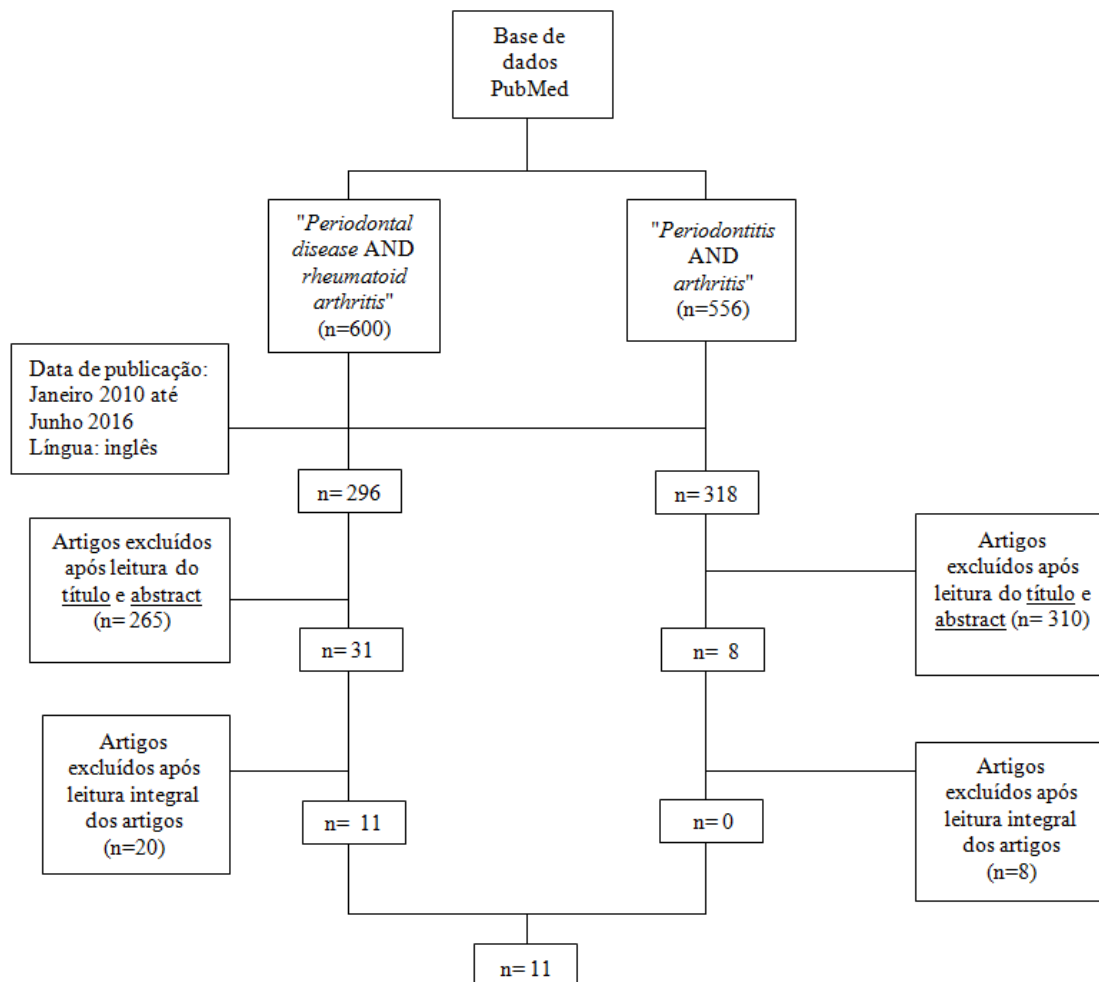 Base de
dados
PubMed
"Periodontal
disease AND
rheumatoid
arthritis"
(n=600)
"Periodontitis
AND
arthritis"
(n=556)
Data de publicação:
Janeiro 2010 até
Junho 2016
Língua: inglês
n= 296
n= 318
Artigos excluídos
após leitura do
título e abstract
(n= 265)
Artigos
excluídos após
leitura do título e
abstract (n= 310)
n= 31
n= 8
Artigos
excluídos após
leitura integral
dos artigos
(n=20)
Artigos
excluídos após
leitura integral
dos artigos
(n=8)
n= 11
n= 0
n= 11